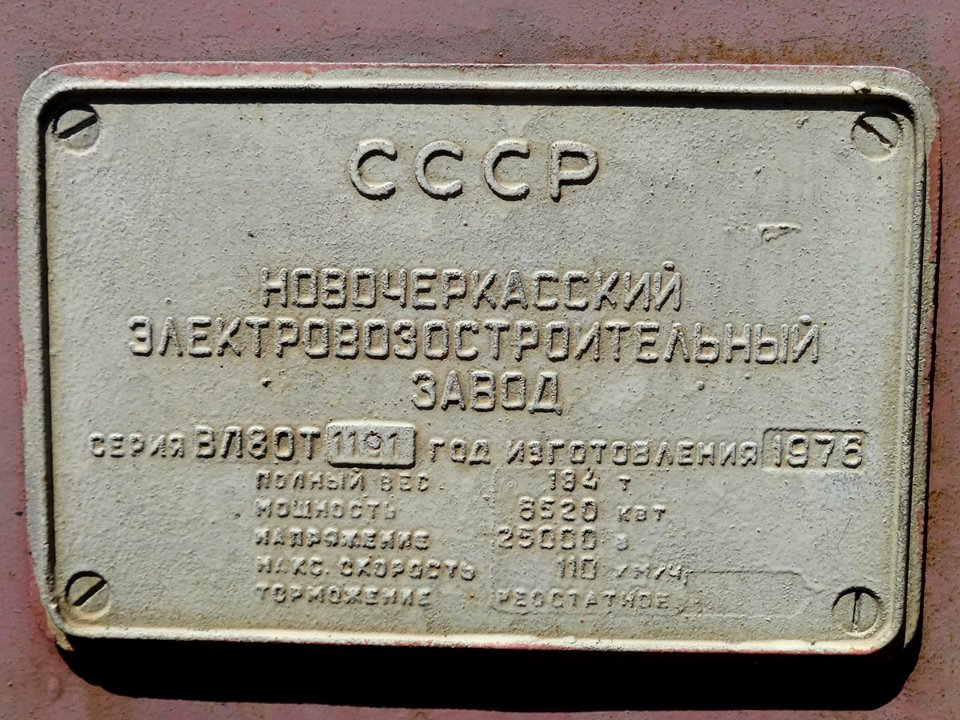 СССР
НОВОЧЕРКАССКИЙ
ЭЛЕКТРОВОЗОСТРОИТЕЛЬНЫЙ
ЗАВОД
СЕРИЯ ВЛ80Т 1191 ГОД ИЗГОТОВЛЕНИЯ 1976
ПОЛНЫЙ ВЕС 184 Т
МОЩНОСТЬ 6520 КВТ
НАПРЯЖЕНИЕ 25000 В
МАКС. СКОРОСТЬ 110 КМ/Ч
ТОРМОЖЕНИЕ РЕОСТАТНОЕ